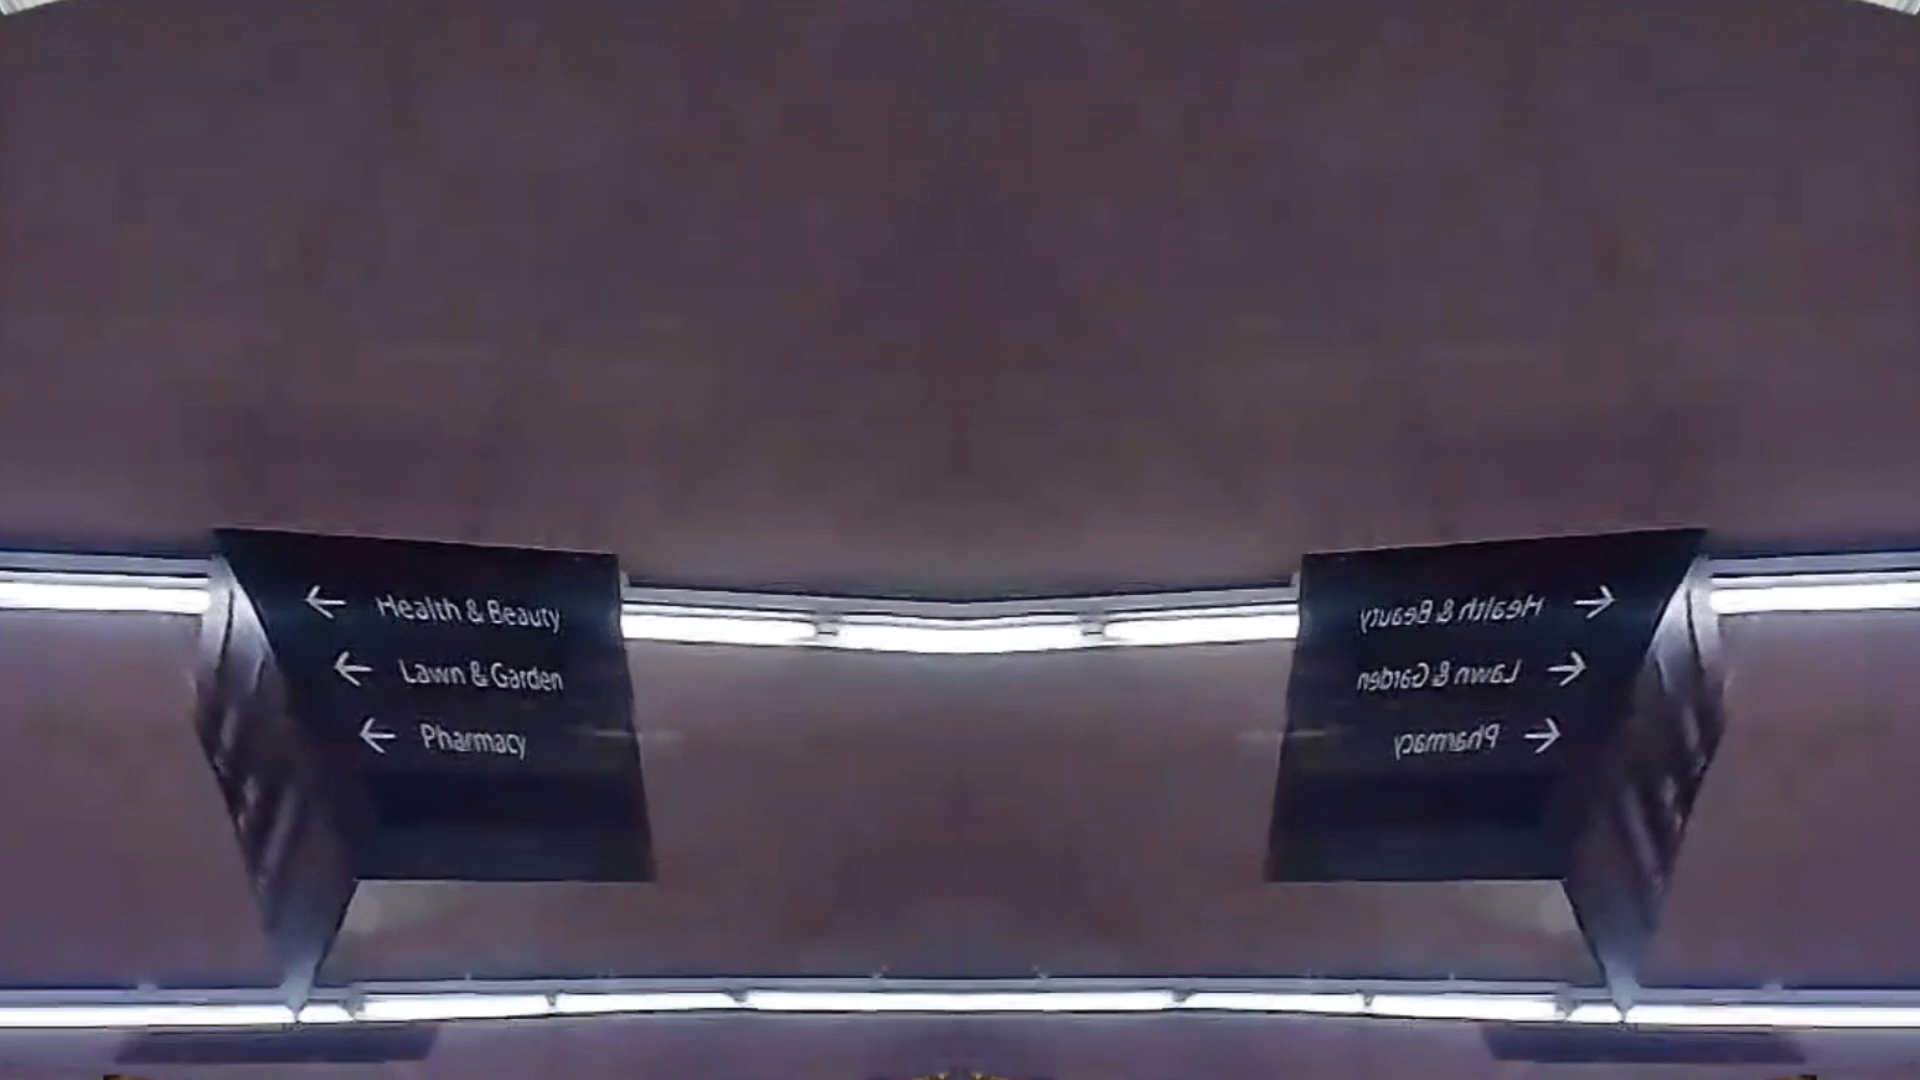 ← Health & Beauty
← Lawn & Garden
← Pharmacy
Health & Beauty →
Lawn & Garden →
Pharmacy →